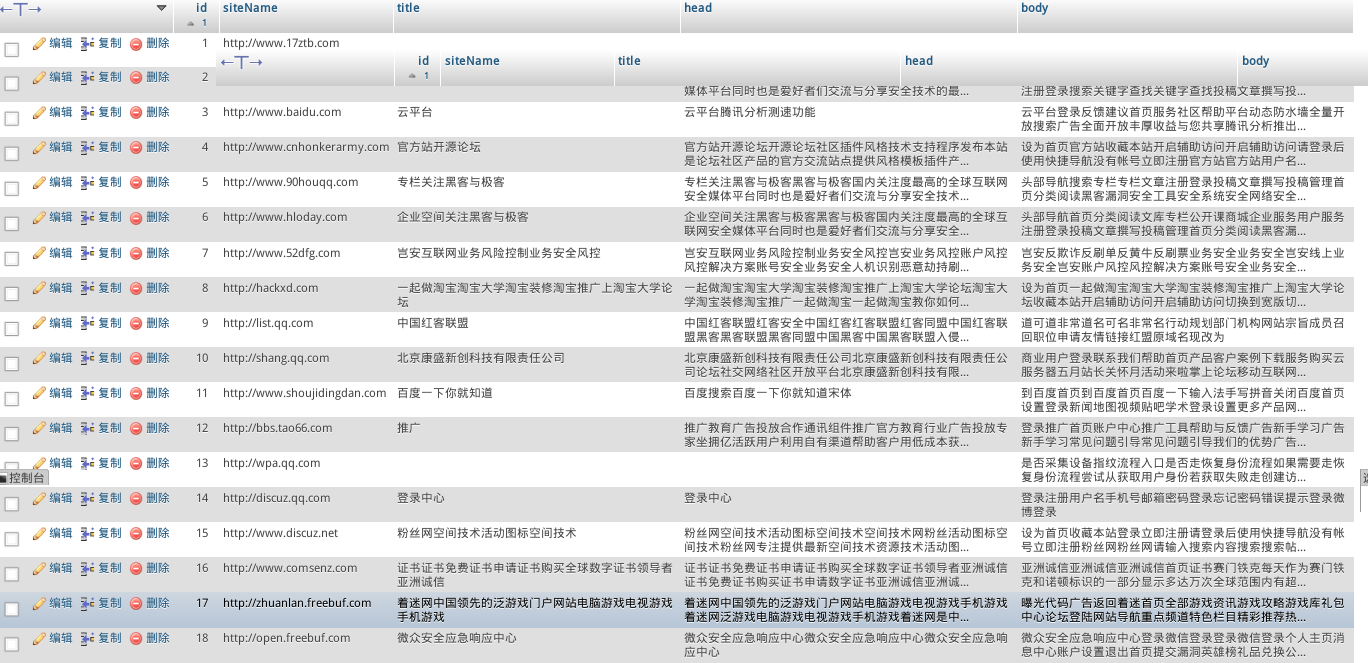 id siteName title head body
1
编辑 复制 删除 1 http://www.17ztb.com
id siteName title head body
1
编辑 复制 删除 2
媒体平台同时也是爱好者们交流与分享安全技术的最... 注册登录搜索关键字查找关键字查找投稿文章撰写投...
编辑 复制 删除 3 http://www.baidu.com 云平台 云平台腾讯分析测速功能 云平台登录反馈建议首页服务社区帮助平台动态防水墙全量开
放搜索广告全面开放丰厚收益与您共享腾讯分析推出...
编辑 复制 删除 4 http://www.cnhonkerarmy.com 官方站开源论坛 官方站开源论坛开源论坛社区插件风格技术支持程序发布本站 设为首页官方站收藏本站开启辅助访问开启辅助访问请登录后
是论坛社区产品的官方交流站点提供风格模板插件产... 使用快捷导航没有帐号立即注册官方站官方站用户名...
编辑 复制 删除 5 http://www.90houqq.com 专栏关注黑客与极客 专栏关注黑客与极客黑客与极客国内关注度最高的全球互联网 头部导航搜索专栏专栏文章注册登录投稿文章撰写投稿管理首
安全媒体平台同时也是爱好者们交流与分享安全技术... 页分类阅读黑客漏洞安全工具安全系统安全网络安全...
编辑 复制 删除 6 http://www.hloday.com 企业空间关注黑客与极客 企业空间关注黑客与极客黑客与极客国内关注度最高的全球互 头部导航首页分类阅读文库专栏公开课商城企业服务用户服务
联网安全媒体平台同时也是爱好者们交流与分享安全... 注册登录投稿文章撰写投稿管理首页分类阅读黑客漏...
编辑 复制 删除 7 http://www.52dfg.com 岂安互联网业务风险控制业务安全风控 岂安互联网业务风险控制业务安全风控岂安业务风控账户风控 岂安反欺诈反刷单反黄牛反刷票业务安全业务安全岂安线上业
风控解决方案账号安全业务安全人机识别恶意劫持刷... 务安全岂安账户风控风控解决方案账号安全业务安全...
编辑 复制 删除 8 http://hackxd.com 一起做淘宝淘宝大学淘宝装修淘宝推广上淘宝大学论 一起做淘宝淘宝大学淘宝装修淘宝推广上淘宝大学论坛淘宝大 设为首页一起做淘宝淘宝大学淘宝装修淘宝推广上淘宝大学论
坛 学淘宝装修淘宝推广一起做淘宝一起做淘宝教你如何... 坛收藏本站开启辅助访问开启辅助访问切换到宽版切...
编辑 复制 删除 9 http://list.qq.com 中国红客联盟 中国红客联盟红客安全中国红客红客联盟红客同盟中国红客联 道可道非常道名可名非常名行动规划部门机构网站宗旨成员召
盟黑客黑客联盟黑客同盟中国黑客中国黑客联盟入侵... 回职位申请友情链接红盟原域名现改为
编辑 复制 删除 10 http://shang.qq.com 北京康盛新创科技有限责任公司 北京康盛新创科技有限责任公司北京康盛新创科技有限责任公 商业用户登录联系我们帮助首页产品客户案例下载服务购买云
司论坛社交网络社区开放平台北京康盛新创科技有限... 服务器五月站长关怀月活动来啦掌上论坛移动互联网...
编辑 复制 删除 11 http://www.shoujidingdan.com 百度一下你就知道 百度搜索百度一下你就知道宋体 到百度首页到百度首页百度一下输入法手写拼音关闭百度首页
设置登录新闻地图视频贴吧学术登录设置更多产品网...
编辑 复制 删除 12 http://bbs.tao66.com 推广 推广教育广告投放合作通讯组件推广官方教育行业广告投放专 登录推广首页账户中心推广工具帮助与反馈广告新手学习广告
家坐拥亿活跃用户利用自有渠道帮助客户用低成本获... 新手学习常见问题引导常见问题引导我们的优势广告...
编辑 复制 删除 13 http://wpa.qq.com 是否采集设备指纹流程入口是否走恢复身份流程如果需要走恢
控制台 复身份流程尝试从获取用户身份若获取失败走创建访...
编辑 复制 删除 14 http://discuz.qq.com 登录中心 登录中心 登录注册用户名手机号邮箱密码登录忘记密码错误提示登录微
博登录
编辑 复制 删除 15 http://www.discuz.net 粉丝网空间技术活动图标空间技术 粉丝网空间技术活动图标空间技术空间技术网粉丝活动图标空 设为首页收藏本站登录立即注册请登录后使用快捷导航没有帐
间技术粉丝网专注提供最新空间技术资源技术活动图... 号立即注册粉丝网粉丝网请输入搜索内容搜索搜索帖...
编辑 复制 删除 16 http://www.comsenz.com 证书证书免费证书申请证书购买全球数字证书领导者 证书证书免费证书申请证书购买全球数字证书领导者亚洲诚信 亚洲诚信亚洲诚信亚洲诚信首页证书赛门铁克每天作为赛门铁
亚洲诚信 证书免费证书购买证书申请数字证书亚洲诚信亚洲诚... 克和诺顿标识的一部分显示多达万次全球范围内有超...
编辑 复制 删除 17 http://zhuanlan.freebuf.com 着迷网中国领先的泛游戏门户网站电脑游戏电视游戏 着迷网中国领先的泛游戏门户网站电脑游戏电视游戏手机游戏 曝光代码广告返回着迷首页全部游戏资讯游戏攻略游戏库礼包
手机游戏 着迷网泛游戏电脑游戏电视游戏手机游戏着迷网是中... 中心论坛登陆网站导航重点频道特色栏目精彩推荐热...
编辑 复制 删除 18 http://open.freebuf.com 微众安全应急响应中心 微众安全应急响应中心微众安全应急响应中心微众安全应急响 微众安全应急响应中心登录微信登录登录微信登录个人主页消
应中心 息中心账户设置退出首页提交漏洞英雄榜礼品兑换公...